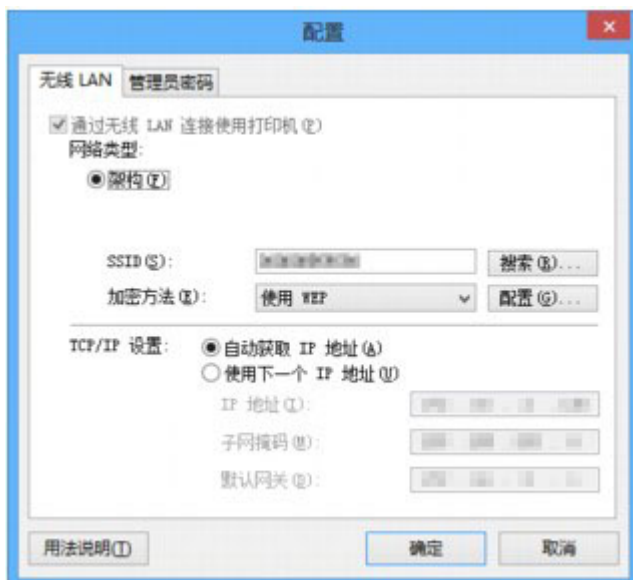 配置
无线 LAN 管理员密码
通过无线 LAN 连接使用打印机(P)
网络类型:
架构(F)
SSID(S): 搜索(R)...
加密方法(E): 使用 WEP 配置(G)...
TCP/IP 设置: 自动获取 IP 地址(A)
使用下一个 IP 地址(U)
IP 地址(I):
子网掩码(M):
默认网关(D):
用法说明(T) 确定 取消